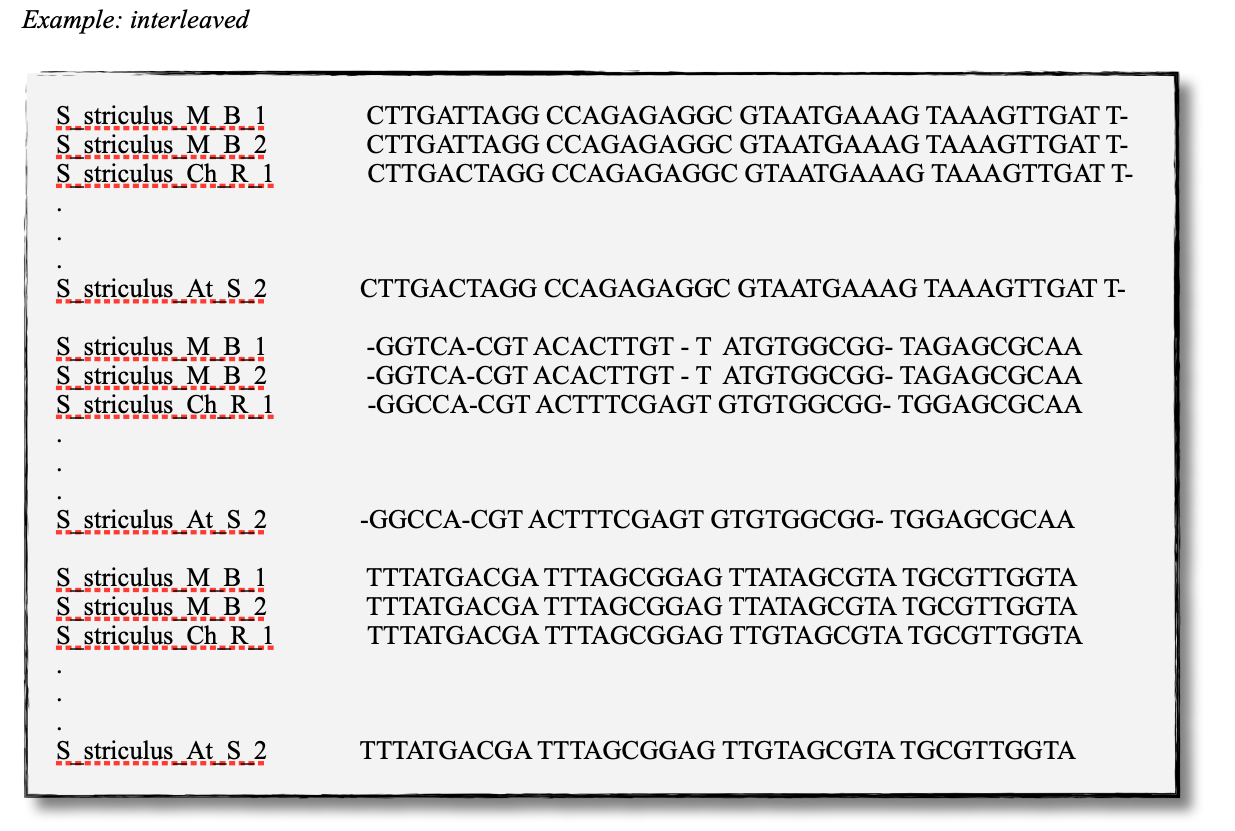 Example: interleaved
S_striculus_M_B_1 CTTGATTAGG CCAGAGAGGC GTAATGAAAG TAAAGTTGAT T-
S_striculus_M_B_2 CTTGATTAGG CCAGAGAGGC GTAATGAAAG TAAAGTTGAT T-
S_striculus_Ch_R_1 CTTGACTAGG CCAGAGAGGC GTAATGAAAG TAAAGTTGAT T-
.
.
.
S_striculus_At_S_2 CTTGACTAGG CCAGAGAGGC GTAATGAAAG TAAAGTTGAT T-
S_striculus_M_B_1 -GGTCA-CGT ACACTTGT - T ATGTGGCGG- TAGAGCGCAA
S_striculus_M_B_2 -GGTCA-CGT ACACTTGT - T ATGTGGCGG- TAGAGCGCAA
S_striculus_Ch_R_1 -GGCCA-CGT ACTTTCGAGT GTGTGGCGG- TGGAGCGCAA
.
.
.
S_striculus_At_S_2 -GGCCA-CGT ACTTTCGAGT GTGTGGCGG- TGGAGCGCAA
S_striculus_M_B_1 TTTATGACGA TTTAGCGGAG TTATAGCGTA TGCGTTGGTA
S_striculus_M_B_2 TTTATGACGA TTTAGCGGAG TTATAGCGTA TGCGTTGGTA
S_striculus_Ch_R_1 TTTATGACGA TTTAGCGGAG TTGTAGCGTA TGCGTTGGTA
.
.
.
S_striculus_At_S_2 TTTATGACGA TTTAGCGGAG TTGTAGCGTA TGCGTTGGTA